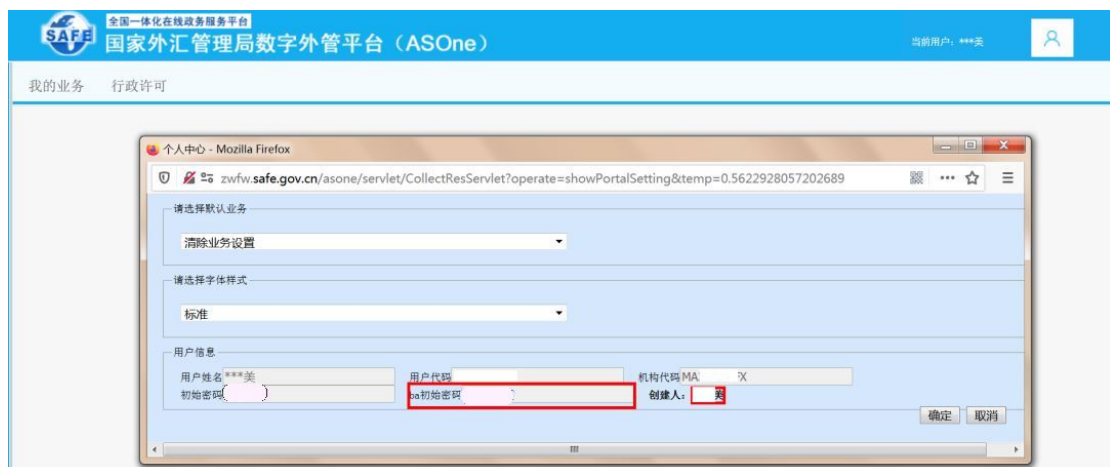 SAFE
全国一体化在线政务服务平台
国家外汇管理局数字外管平台（ASOne）
当前用户：***美
我的业务 行政许可
个人中心 - Mozilla Firefox
zwfw.safe.gov.cn/asone/servlet/CollectResServlet?operate=showPortalSetting&temp=0.5622928057202689
请选择默认业务
清除业务设置
请选择字体样式
标准
用户信息
用户姓名 ***美 用户代码 机构代码 MA X
初始密码 ba初始密码 创建人： 美
确定 取消